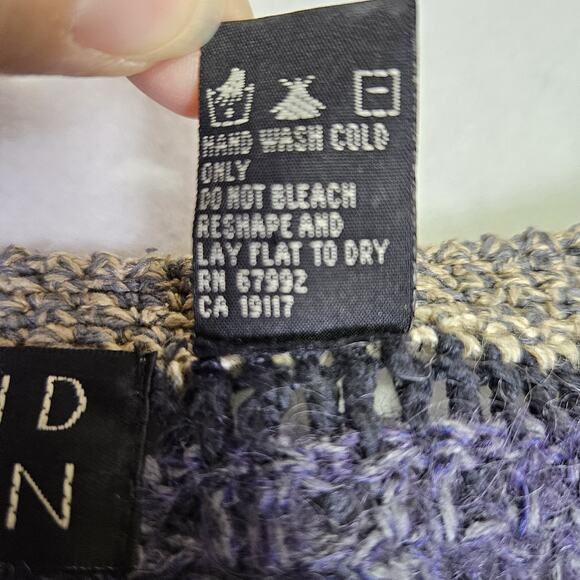 HAND WASH COLD
ONLY
DO NOT BLEACH
RESHAPE AND
LAY FLAT TO DRY
RN 67992
CA 19117
D
N